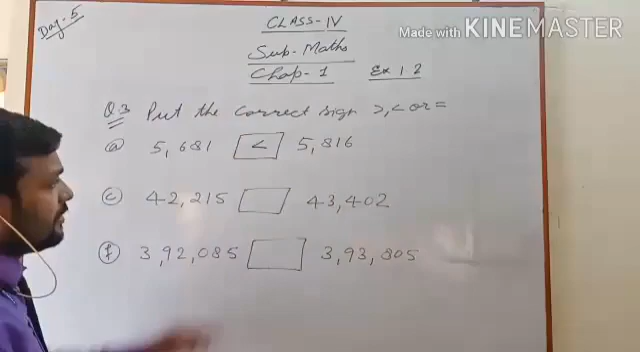 Day-5
Made with KINEMASTER
CLASS-IV
Sub-Maths
Chap-1 Ex 1.2
Q3 Put the correct sign >, < or =
(a) 5,681 < 5,816
(c) 42,215 43,402
(f) 3,92,085 3,93,805